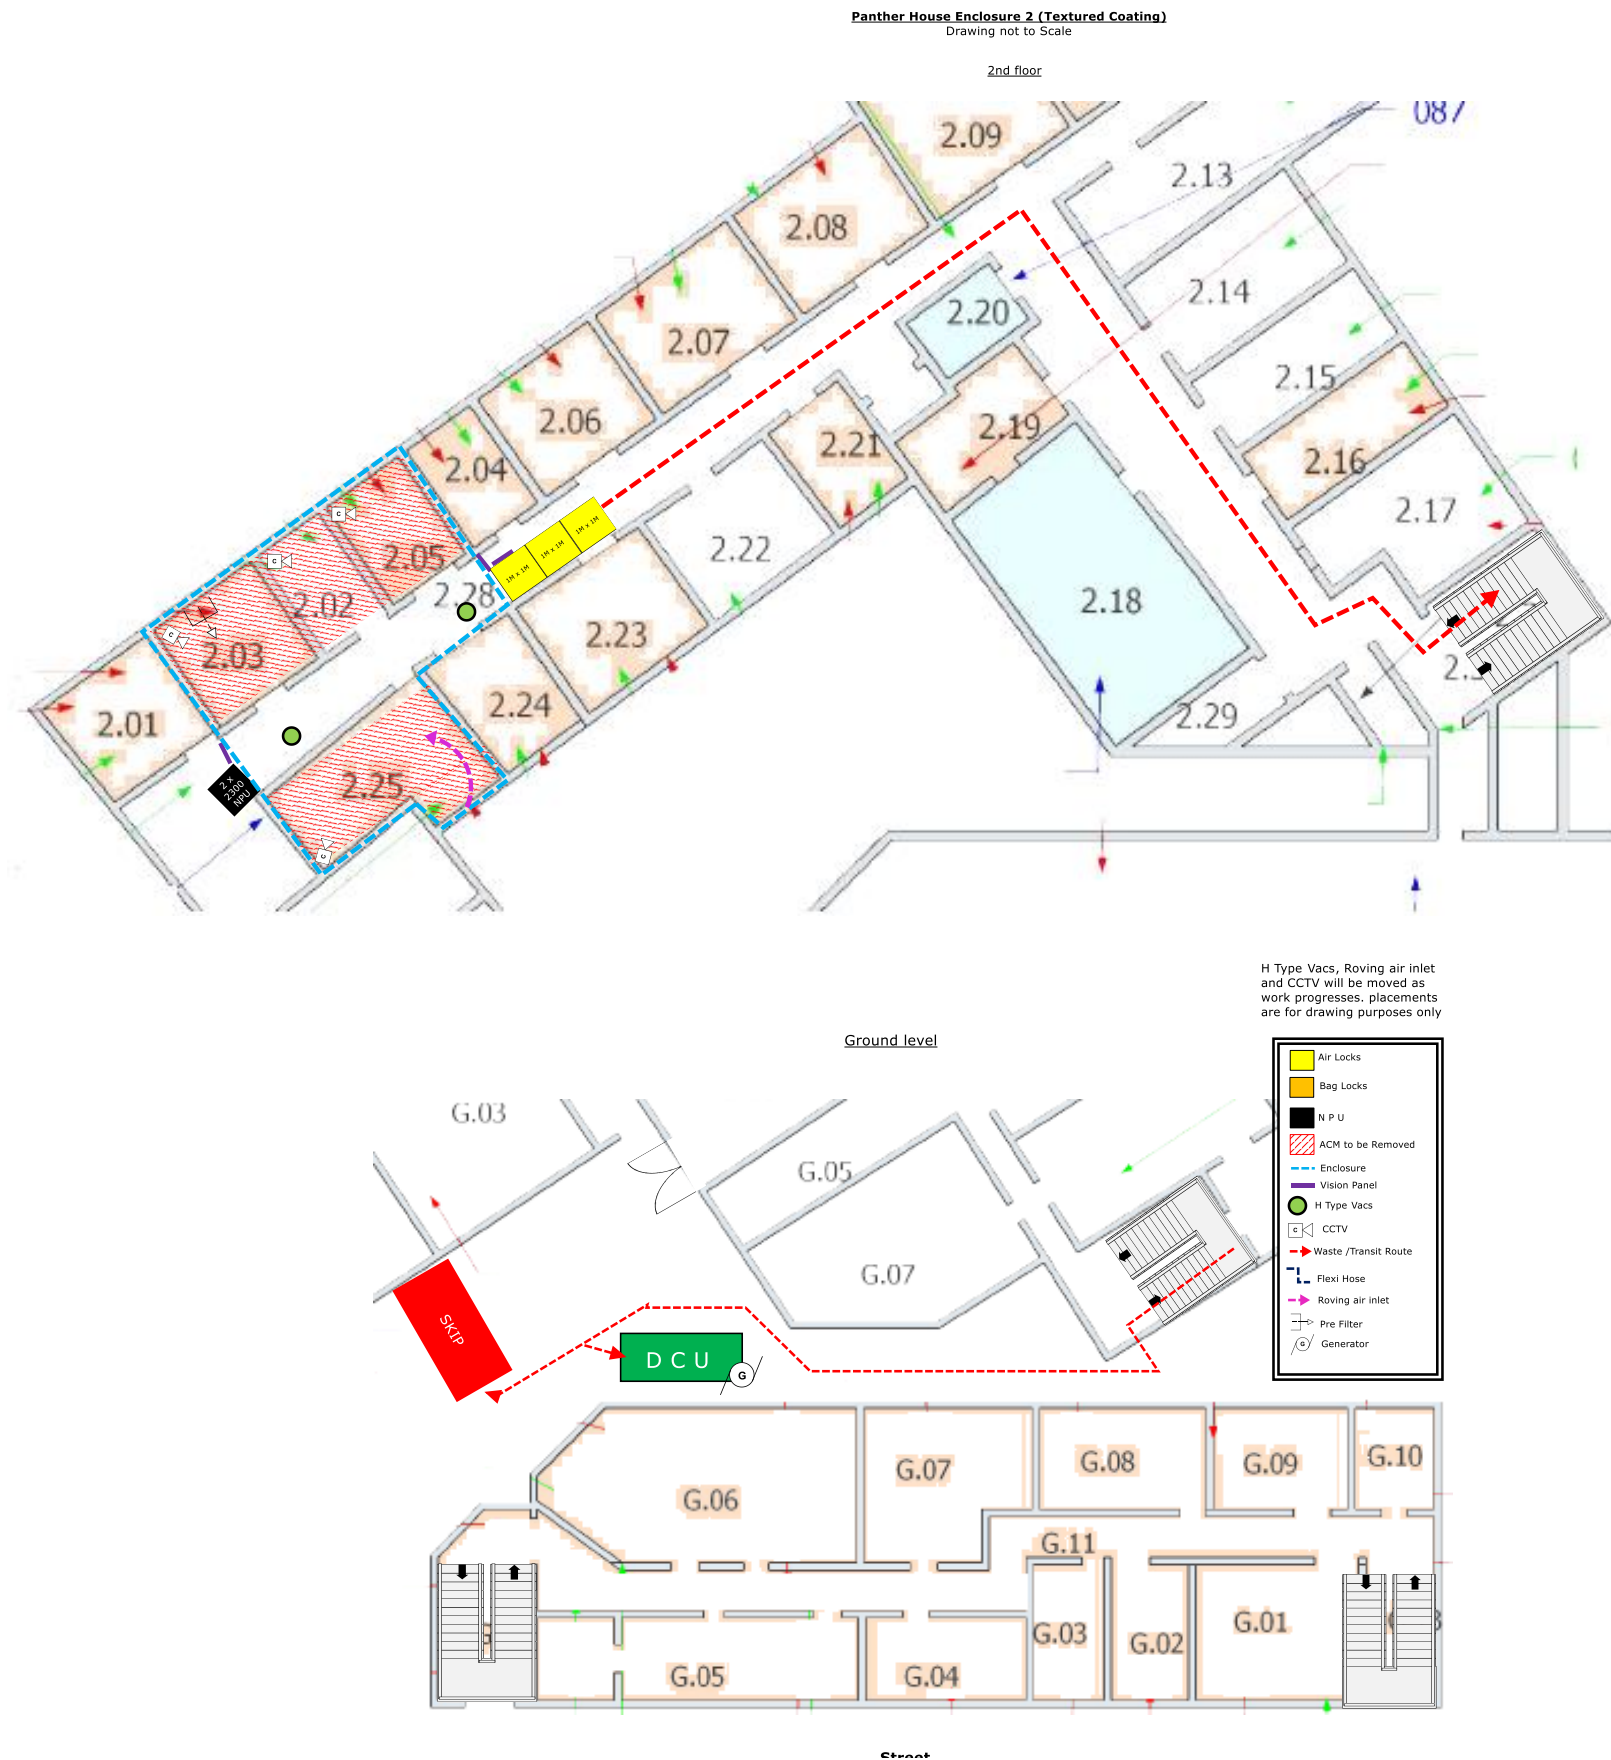 Panther House Enclosure 2 (Textured Coating)
Drawing not to Scale
2nd floor
087
2.09
2.13
2.08
2.14
2.20
2.07
2.15
2.06
2.19
2.21
2.04
2.16
2.17
1M x 1M
1M x 1M
1M x 1M
2.05
2.22
2.28
2.02
2.18
2.23
2.03
2.24
2.29
2.01
2.25
2 x
2300
NPU
C
C
C
C
H Type Vacs, Roving air inlet
and CCTV will be moved as
work progresses. placements
are for drawing purposes only
Ground level
Air Locks
Bag Locks
N P U
ACM to be Removed
Enclosure
Vision Panel
H Type Vacs
C
CCTV
Waste /Transit Route
Flexi Hose
Roving air inlet
Pre Filter
G
Generator
G.03
G.05
G.07
SKIP
D C U
G
G.06
G.07
G.08
G.09
G.10
G.11
G.05
G.04
G.03
G.02
G.01
Street